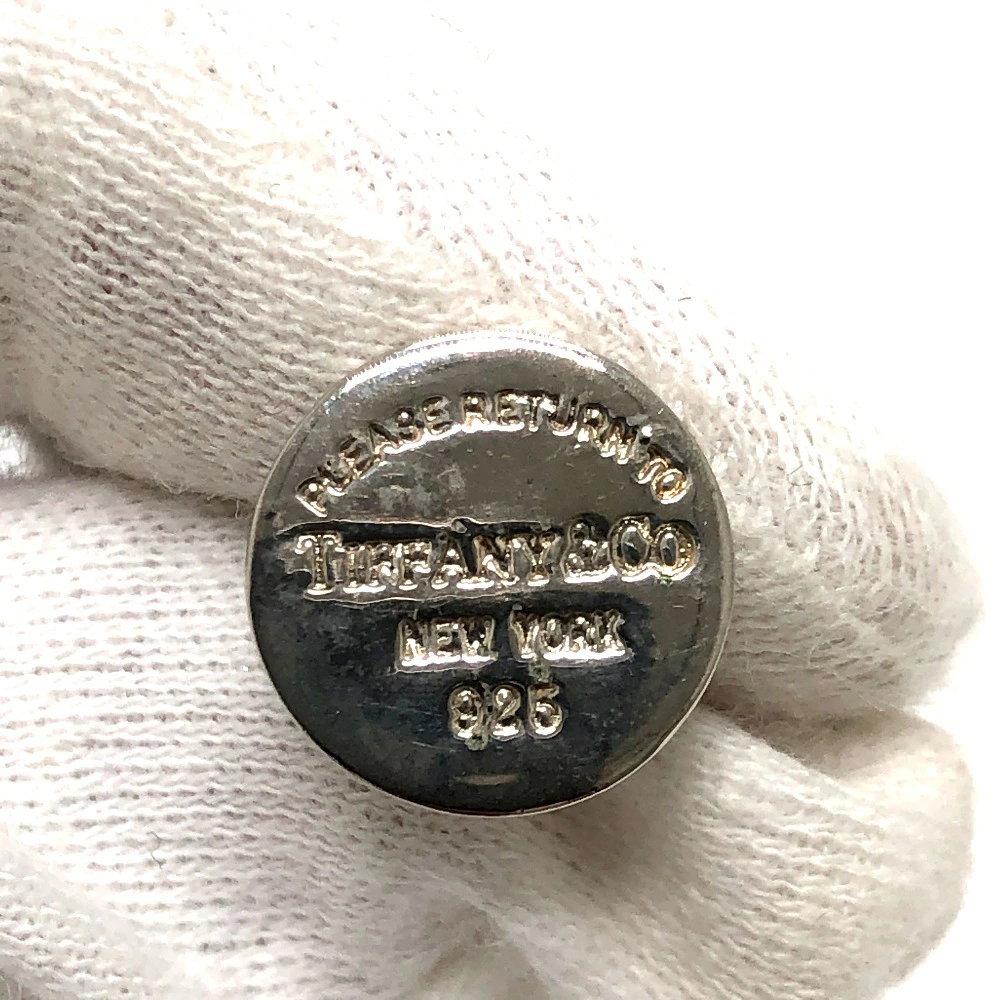 PLEASE RETURN TO
TIFFANY & CO
NEW YORK
925